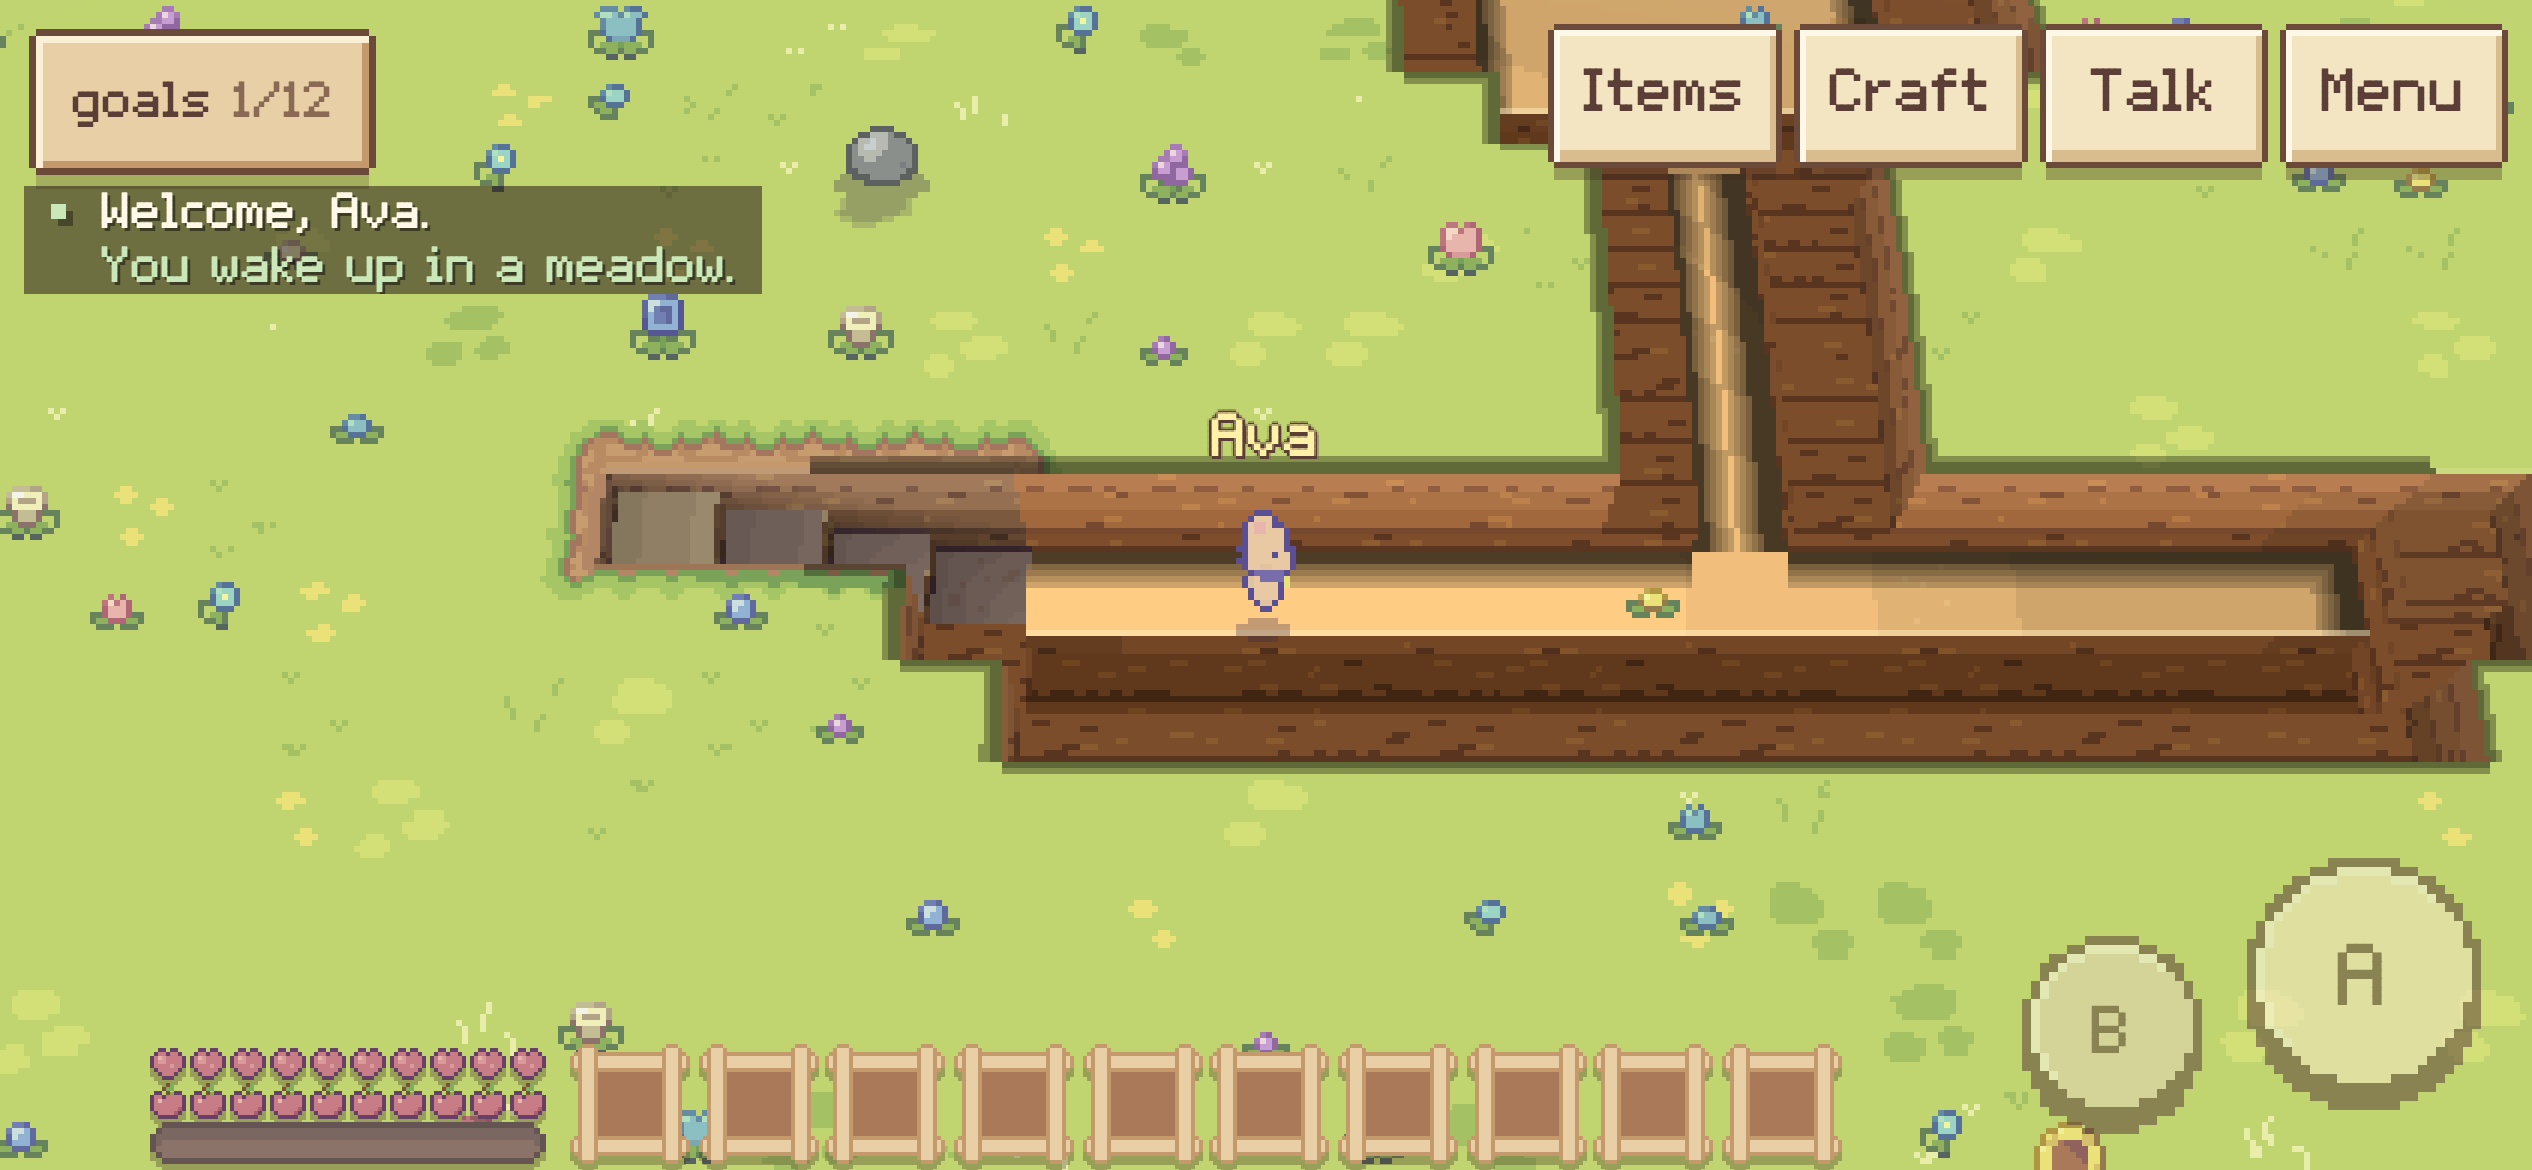 goals 1/12
Items
Craft
Talk
Menu
Welcome, Ava.
You wake up in a meadow.
Ava
B
A